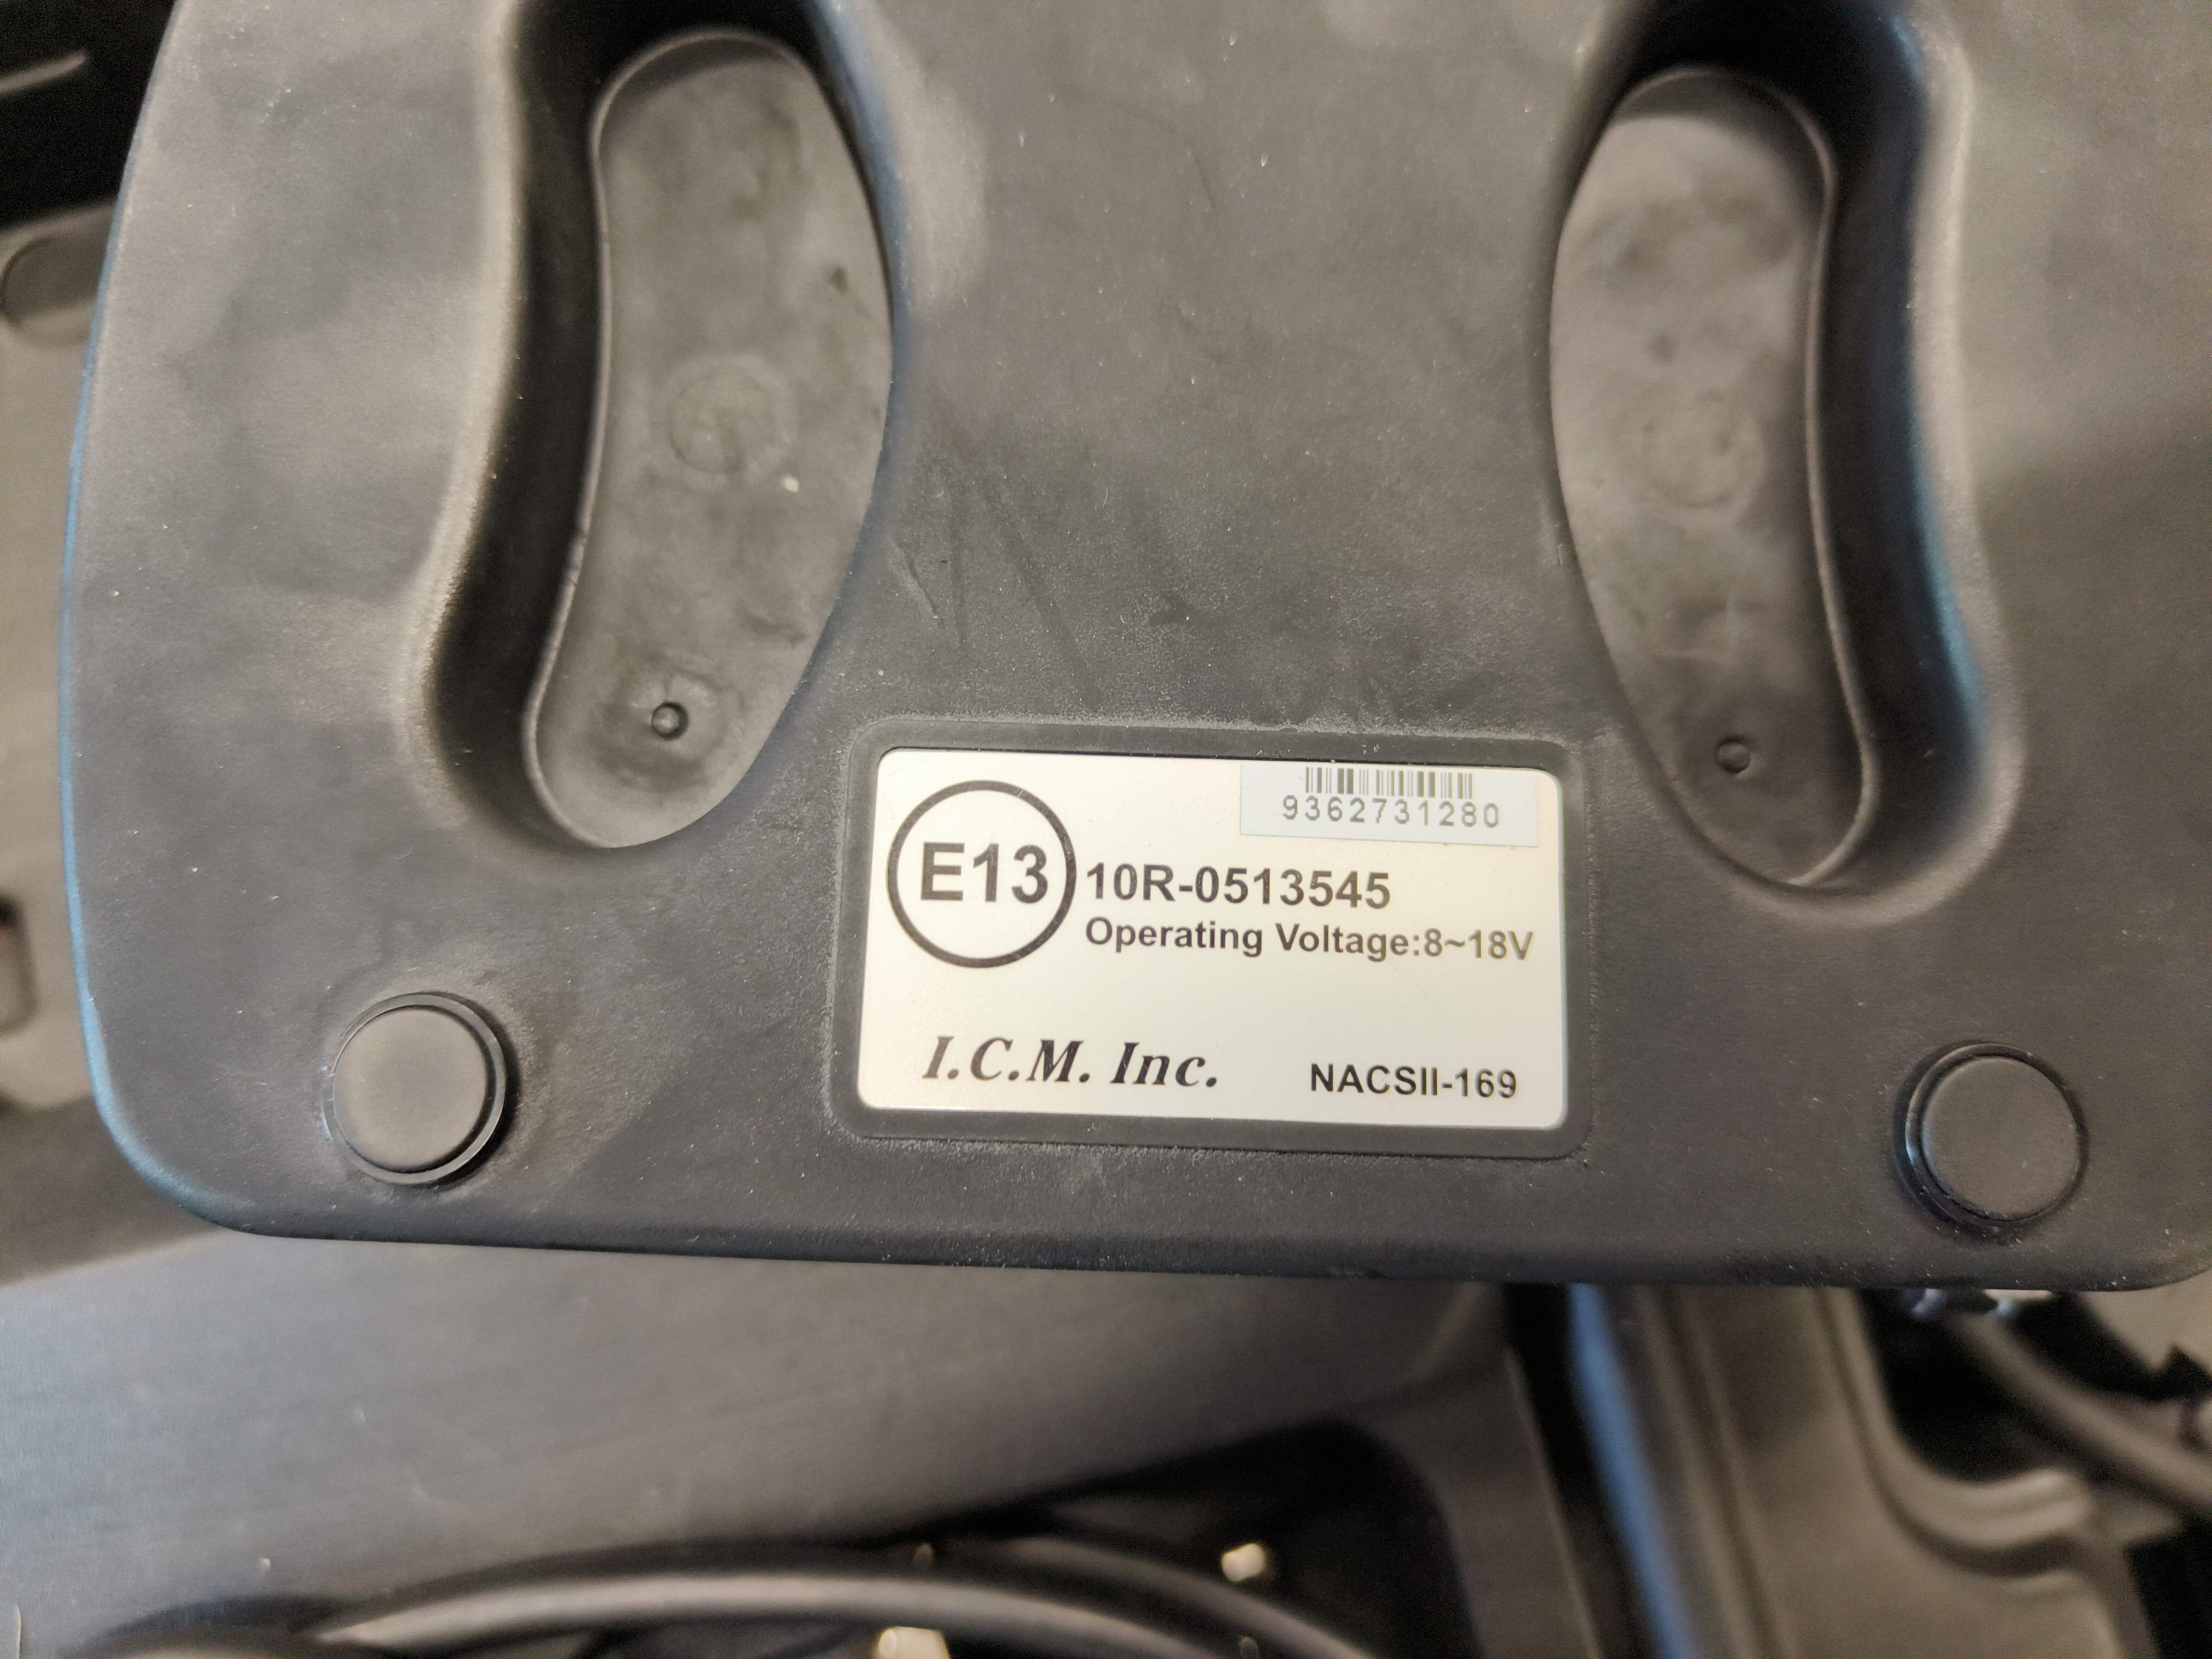 9362731280
E13
10R-0513545
Operating Voltage:8~18V
I.C.M. Inc.
NACSII-169